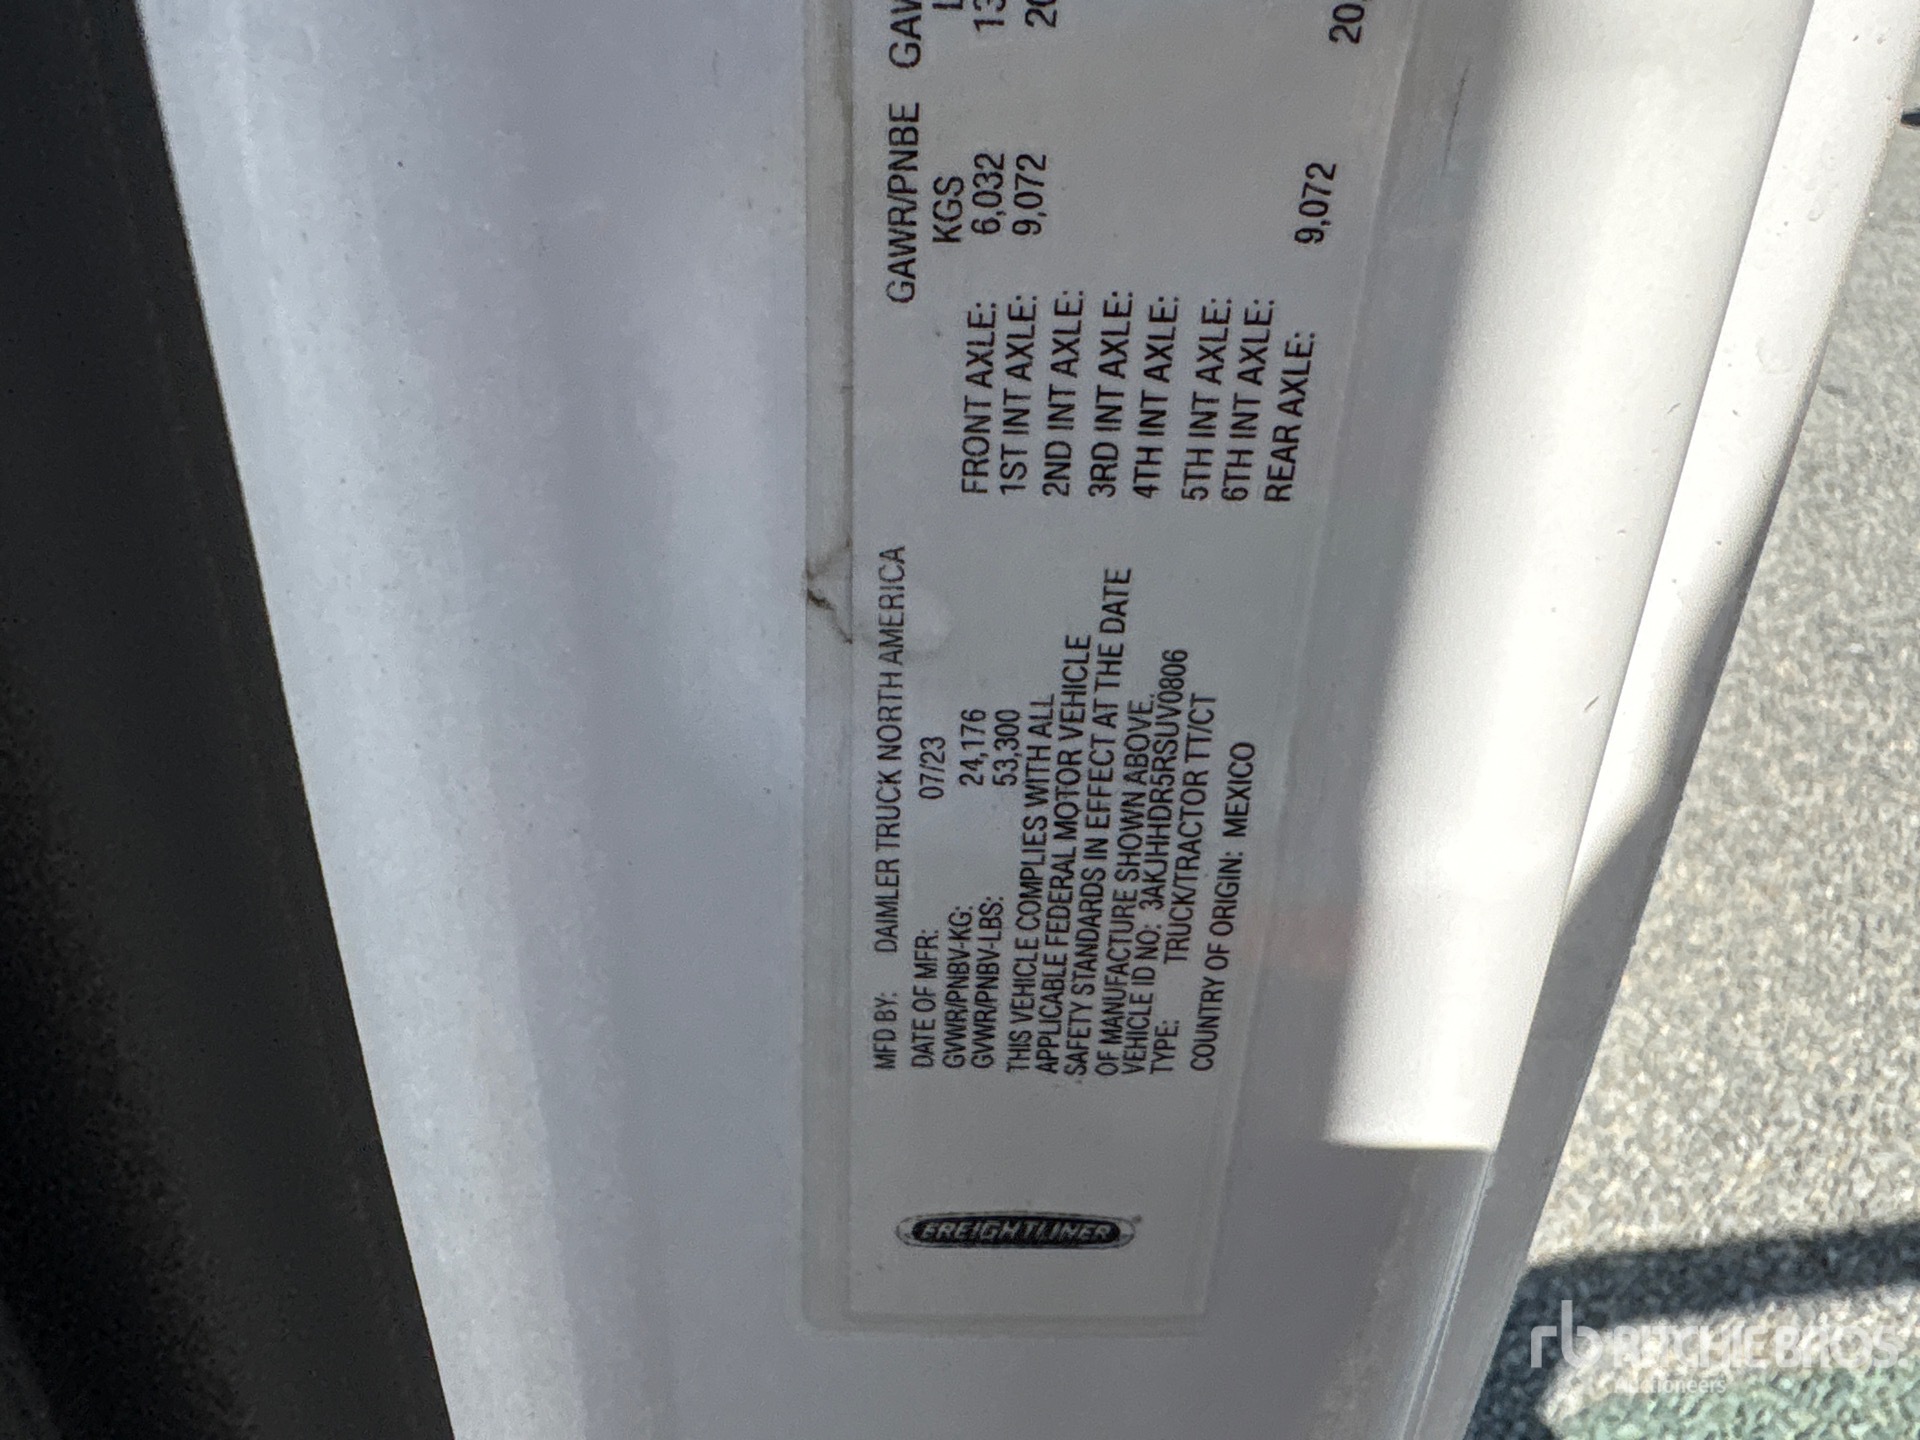 FREIGHTLINER
MFD BY: DAIMLER TRUCK NORTH AMERICA
DATE OF MFR: 07/23
GVWR/PNBV-KG: 24,176
GVWR/PNBV-LBS: 53,300
THIS VEHICLE COMPLIES WITH ALL
APPLICABLE FEDERAL MOTOR VEHICLE
SAFETY STANDARDS IN EFFECT AT THE DATE
OF MANUFACTURE SHOWN ABOVE.
VEHICLE ID NO: 3AKJHHDR5RSUV0806
TYPE: TRUCK/TRACTOR TT/CT
COUNTRY OF ORIGIN: MEXICO
GAWR/PNBE
KGS
FRONT AXLE: 6,032
1ST INT AXLE: 9,072
2ND INT AXLE:
3RD INT AXLE:
4TH INT AXLE:
5TH INT AXLE:
6TH INT AXLE:
REAR AXLE: 9,072
rb RITCHIE BROS.
Auctioneers